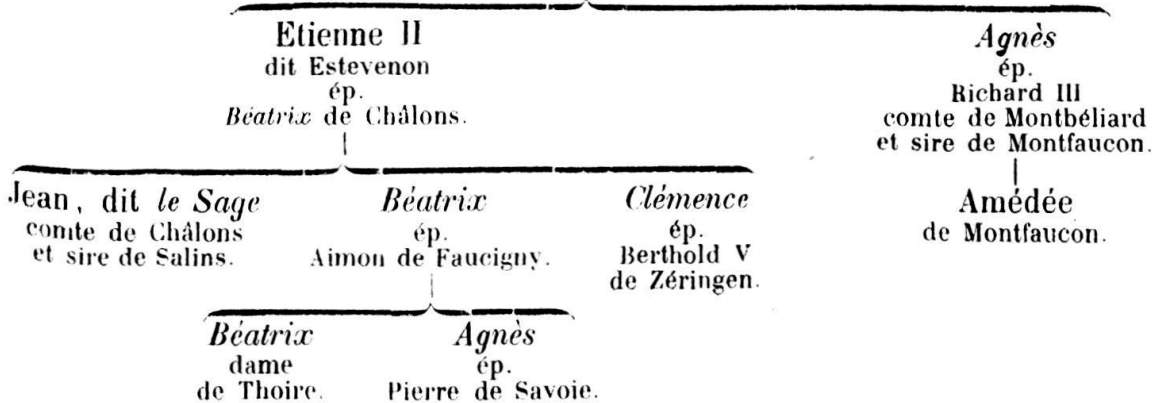 Etienne II
dit Estevenon
ép.
Béatrix de Châlons.
Agnès
ép.
Richard III
comte de Montbéliard
et sire de Montfaucon.
Jean, dit le Sage
comte de Châlons
et sire de Salins.
Béatrix
ép.
Aimon de Faucigny.
Clémence
ép.
Berthold V
de Zéringen.
Amédée
de Montfaucon.
Béatrix
dame
de Thoire.
Agnès
ép.
Pierre de Savoie.